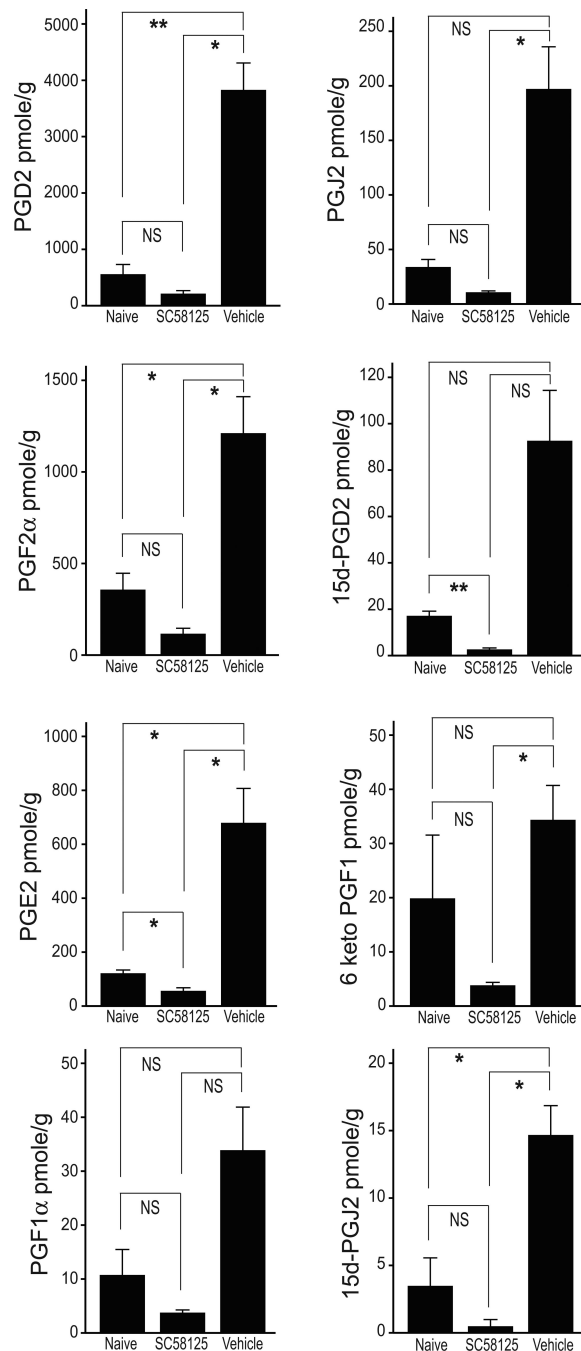 PGD2 pmole/g
5000
4000
3000
2000
1000
0
**
*
NS
Naive SC58125 Vehicle
PGJ2 pmole/g
250
200
150
100
50
0
NS
*
NS
Naive SC58125 Vehicle
PGF2α pmole/g
1500
1000
500
0
*
*
NS
Naive SC58125 Vehicle
15d-PGD2 pmole/g
120
100
80
60
40
20
0
NS
NS
**
Naive SC58125 Vehicle
PGE2 pmole/g
1000
800
600
400
200
0
*
*
*
Naive SC58125 Vehicle
6 keto PGF1 pmole/g
50
40
30
20
10
0
NS
*
NS
Naive SC58125 Vehicle
PGF1α pmole/g
50
40
30
20
10
0
NS
NS
NS
Naive SC58125 Vehicle
15d-PGJ2 pmole/g
20
15
10
5
0
*
*
NS
Naive SC58125 Vehicle